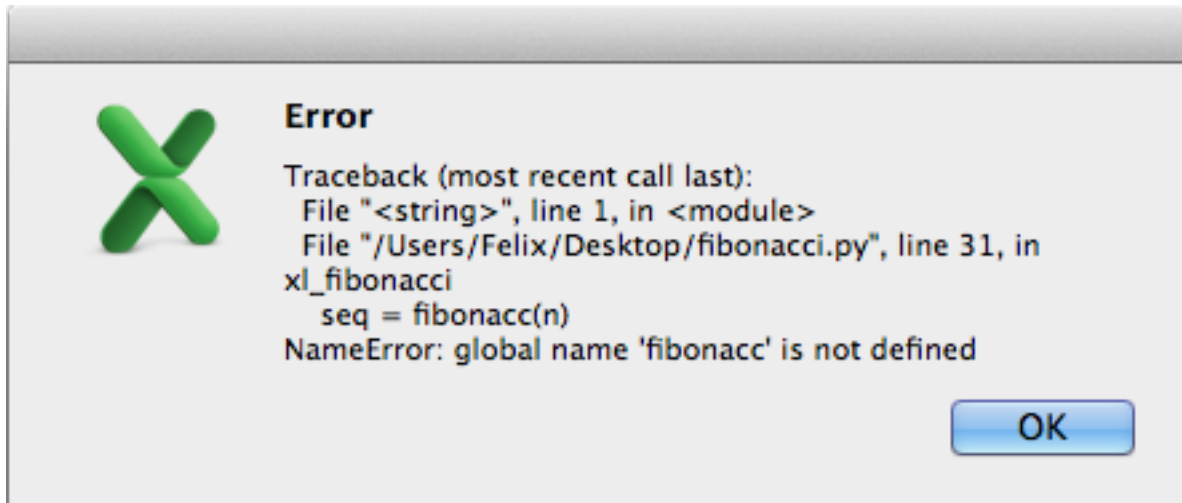 Error
Traceback (most recent call last):
File "<string>", line 1, in <module>
File "/Users/Felix/Desktop/fibonacci.py", line 31, in
xl_fibonacci
seq = fibonacc(n)
NameError: global name 'fibonacc' is not defined
OK